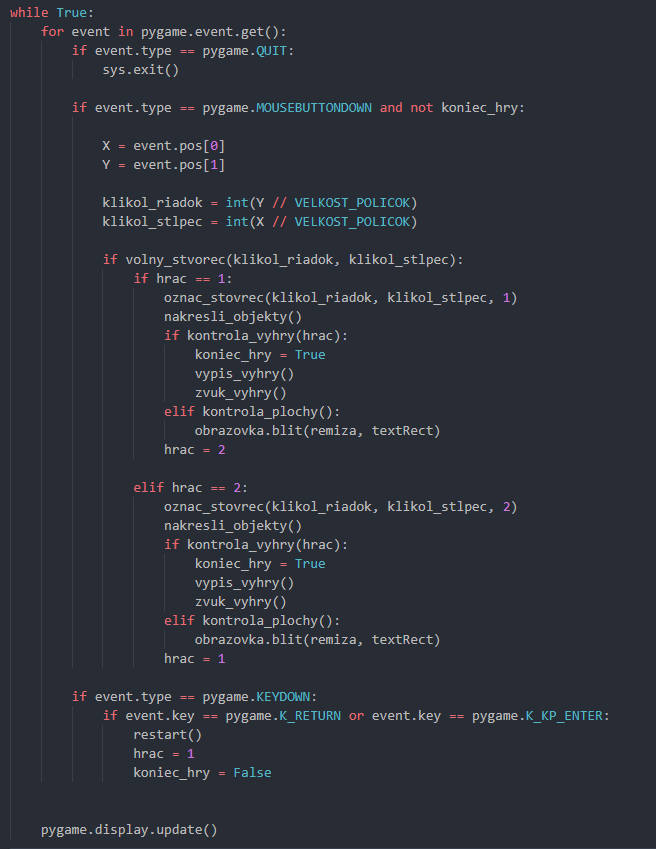 while True:
    for event in pygame.event.get():
        if event.type == pygame.QUIT:
            sys.exit()
        if event.type == pygame.MOUSEBUTTONDOWN and not koniec_hry:
            X = event.pos[0]
            Y = event.pos[1]
            klikol_riadok = int(Y // VELKOST_POLICOK)
            klikol_stlpec = int(X // VELKOST_POLICOK)
            if volny_stvorec(klikol_riadok, klikol_stlpec):
                if hrac == 1:
                    oznac_stovrec(klikol_riadok, klikol_stlpec, 1)
                    nakresli_objekty()
                    if kontrola_vyhry(hrac):
                        koniec_hry = True
                        vypis_vyhry()
                        zvuk_vyhry()
                    elif kontrola_plochy():
                        obrazovka.blit(remiza, textRect)
                    hrac = 2
                elif hrac == 2:
                    oznac_stovrec(klikol_riadok, klikol_stlpec, 2)
                    nakresli_objekty()
                    if kontrola_vyhry(hrac):
                        koniec_hry = True
                        vypis_vyhry()
                        zvuk_vyhry()
                    elif kontrola_plochy():
                        obrazovka.blit(remiza, textRect)
                    hrac = 1
        if event.type == pygame.KEYDOWN:
            if event.key == pygame.K_RETURN or event.key == pygame.K_KP_ENTER:
                restart()
                hrac = 1
                koniec_hry = False
    pygame.display.update()